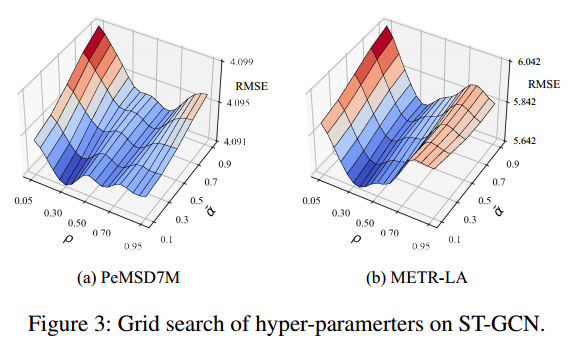 4.099
RMSE
4.095
4.091
0.9
0.7
0.5
0.3
0.1
ᾱ
0.05
0.30
0.50
0.70
0.95
ρ
(a) PeMSD7M
6.042
RMSE
5.842
5.642
0.9
0.7
0.5
0.3
0.1
ᾱ
0.05
0.30
0.50
0.70
0.95
ρ
(b) METR-LA
Figure 3: Grid search of hyper-paramerters on ST-GCN.